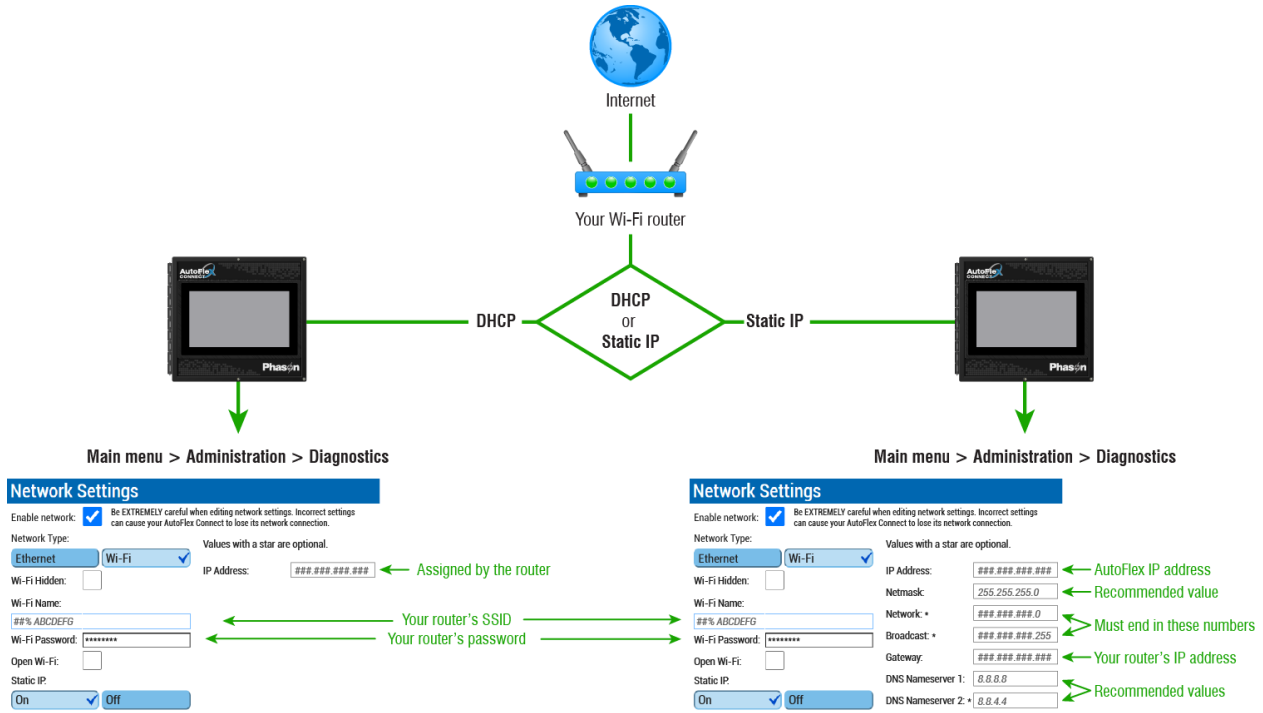 Internet
Your Wi-Fi router
AutoFlex
CONNECT
Phason
DHCP
DHCP
or
Static IP
Static IP
AutoFlex
CONNECT
Phason
Main menu > Administration > Diagnostics
Network Settings
Enable network:
Be EXTREMELY careful when editing network settings. Incorrect settings
can cause your AutoFlex Connect to lose its network connection.
Network Type:
Ethernet
Wi-Fi
Values with a star are optional.
Wi-Fi Hidden:
IP Address:
###.###.###.###
Assigned by the router
Wi-Fi Name:
##% ABCDEFG
Your router's SSID
Wi-Fi Password:
********
Your router's password
Open Wi-Fi:
Static IP:
On
Off
Main menu > Administration > Diagnostics
Network Settings
Enable network:
Be EXTREMELY careful when editing network settings. Incorrect settings
can cause your AutoFlex Connect to lose its network connection.
Network Type:
Ethernet
Wi-Fi
Wi-Fi Hidden:
Wi-Fi Name:
##% ABCDEFG
Wi-Fi Password:
********
Open Wi-Fi:
Static IP:
On
Off
Values with a star are optional.
IP Address:
###.###.###.###
AutoFlex IP address
Netmask:
255.255.255.0
Recommended value
Network: *
###.###.###.0
Broadcast: *
###.###.###.255
Must end in these numbers
Gateway:
###.###.###.###
Your router's IP address
DNS Nameserver 1:
8.8.8.8
DNS Nameserver 2: *
8.8.4.4
Recommended values